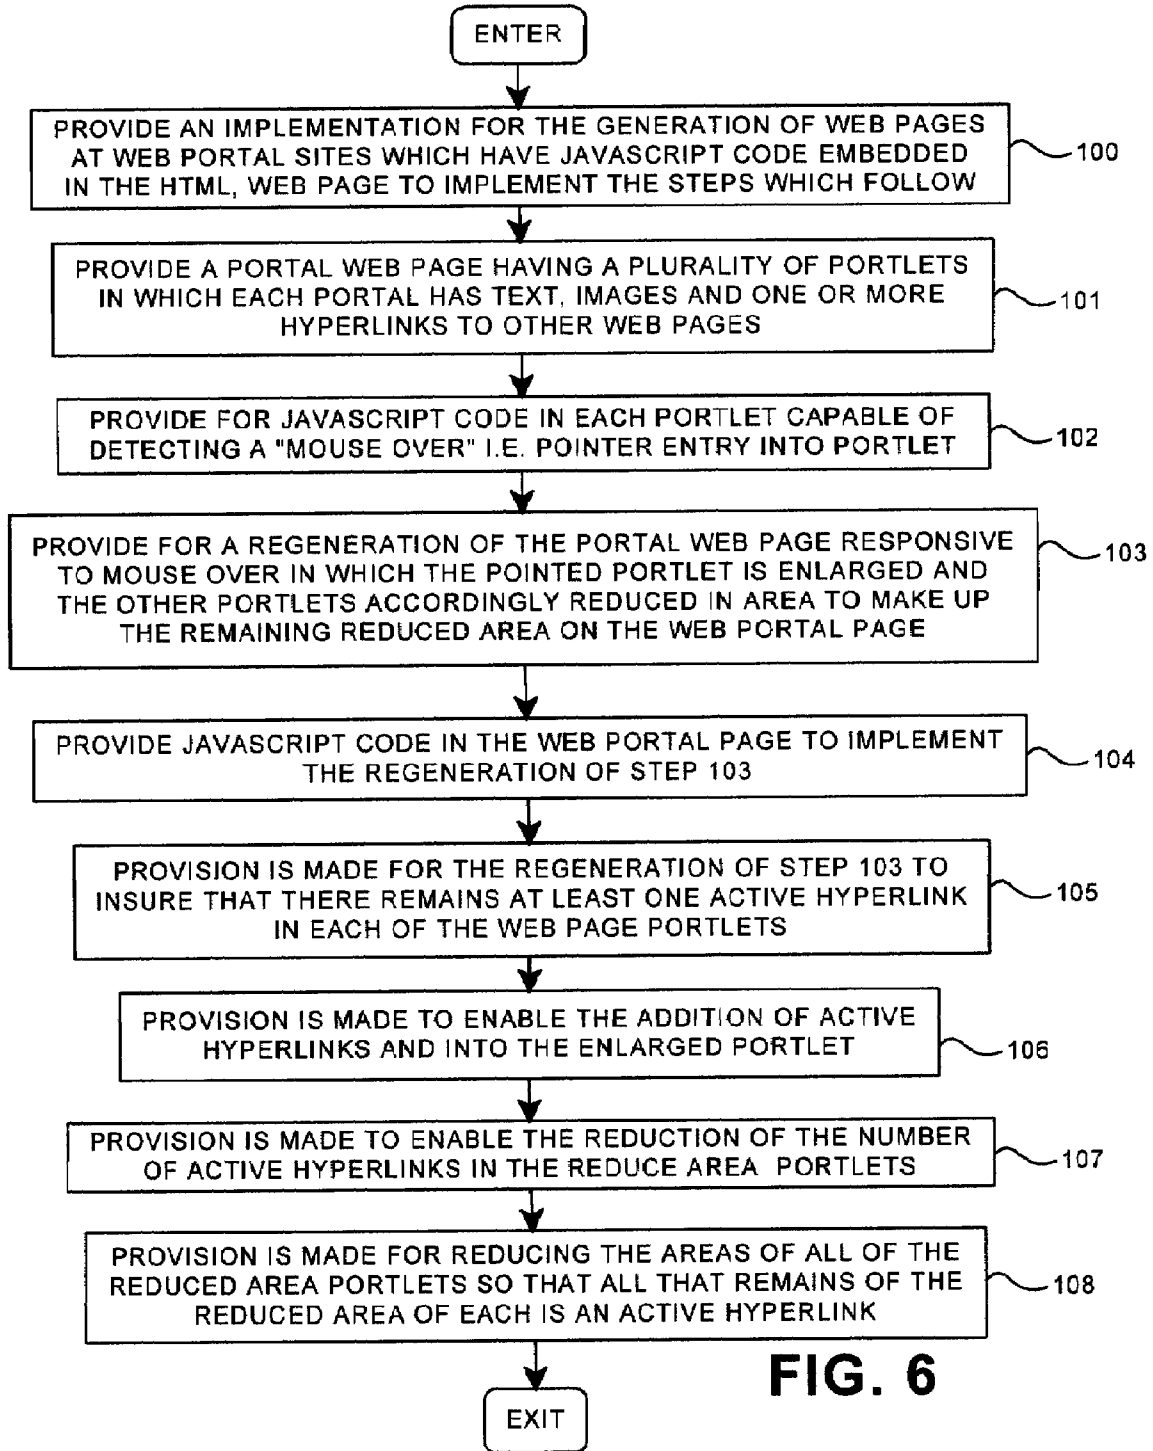 ENTER
PROVIDE AN IMPLEMENTATION FOR THE GENERATION OF WEB PAGES
AT WEB PORTAL SITES WHICH HAVE JAVASCRIPT CODE EMBEDDED
IN THE HTML, WEB PAGE TO IMPLEMENT THE STEPS WHICH FOLLOW
100
PROVIDE A PORTAL WEB PAGE HAVING A PLURALITY OF PORTLETS
IN WHICH EACH PORTAL HAS TEXT, IMAGES AND ONE OR MORE
HYPERLINKS TO OTHER WEB PAGES
101
PROVIDE FOR JAVASCRIPT CODE IN EACH PORTLET CAPABLE OF
DETECTING A "MOUSE OVER" I.E. POINTER ENTRY INTO PORTLET
102
PROVIDE FOR A REGENERATION OF THE PORTAL WEB PAGE RESPONSIVE
TO MOUSE OVER IN WHICH THE POINTED PORTLET IS ENLARGED AND
THE OTHER PORTLETS ACCORDINGLY REDUCED IN AREA TO MAKE UP
THE REMAINING REDUCED AREA ON THE WEB PORTAL PAGE
103
PROVIDE JAVASCRIPT CODE IN THE WEB PORTAL PAGE TO IMPLEMENT
THE REGENERATION OF STEP 103
104
PROVISION IS MADE FOR THE REGENERATION OF STEP 103 TO
INSURE THAT THERE REMAINS AT LEAST ONE ACTIVE HYPERLINK
IN EACH OF THE WEB PAGE PORTLETS
105
PROVISION IS MADE TO ENABLE THE ADDITION OF ACTIVE
HYPERLINKS AND INTO THE ENLARGED PORTLET
106
PROVISION IS MADE TO ENABLE THE REDUCTION OF THE NUMBER
OF ACTIVE HYPERLINKS IN THE REDUCE AREA PORTLETS
107
PROVISION IS MADE FOR REDUCING THE AREAS OF ALL OF THE
REDUCED AREA PORTLETS SO THAT ALL THAT REMAINS OF THE
REDUCED AREA OF EACH IS AN ACTIVE HYPERLINK
108
FIG. 6
EXIT